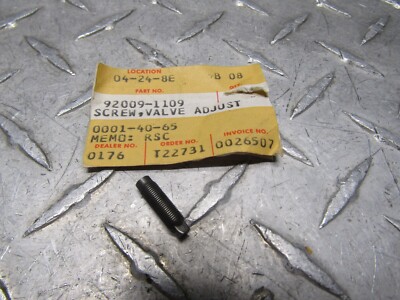 LOCATION
04-24-8E 08
PART NO.
92009-1109
SCREW,VALVE ADJUST
0001-40-65
MEMO: RSC
DEALER NO. ORDER NO. INVOICE NO.
0176 T22731 0026507